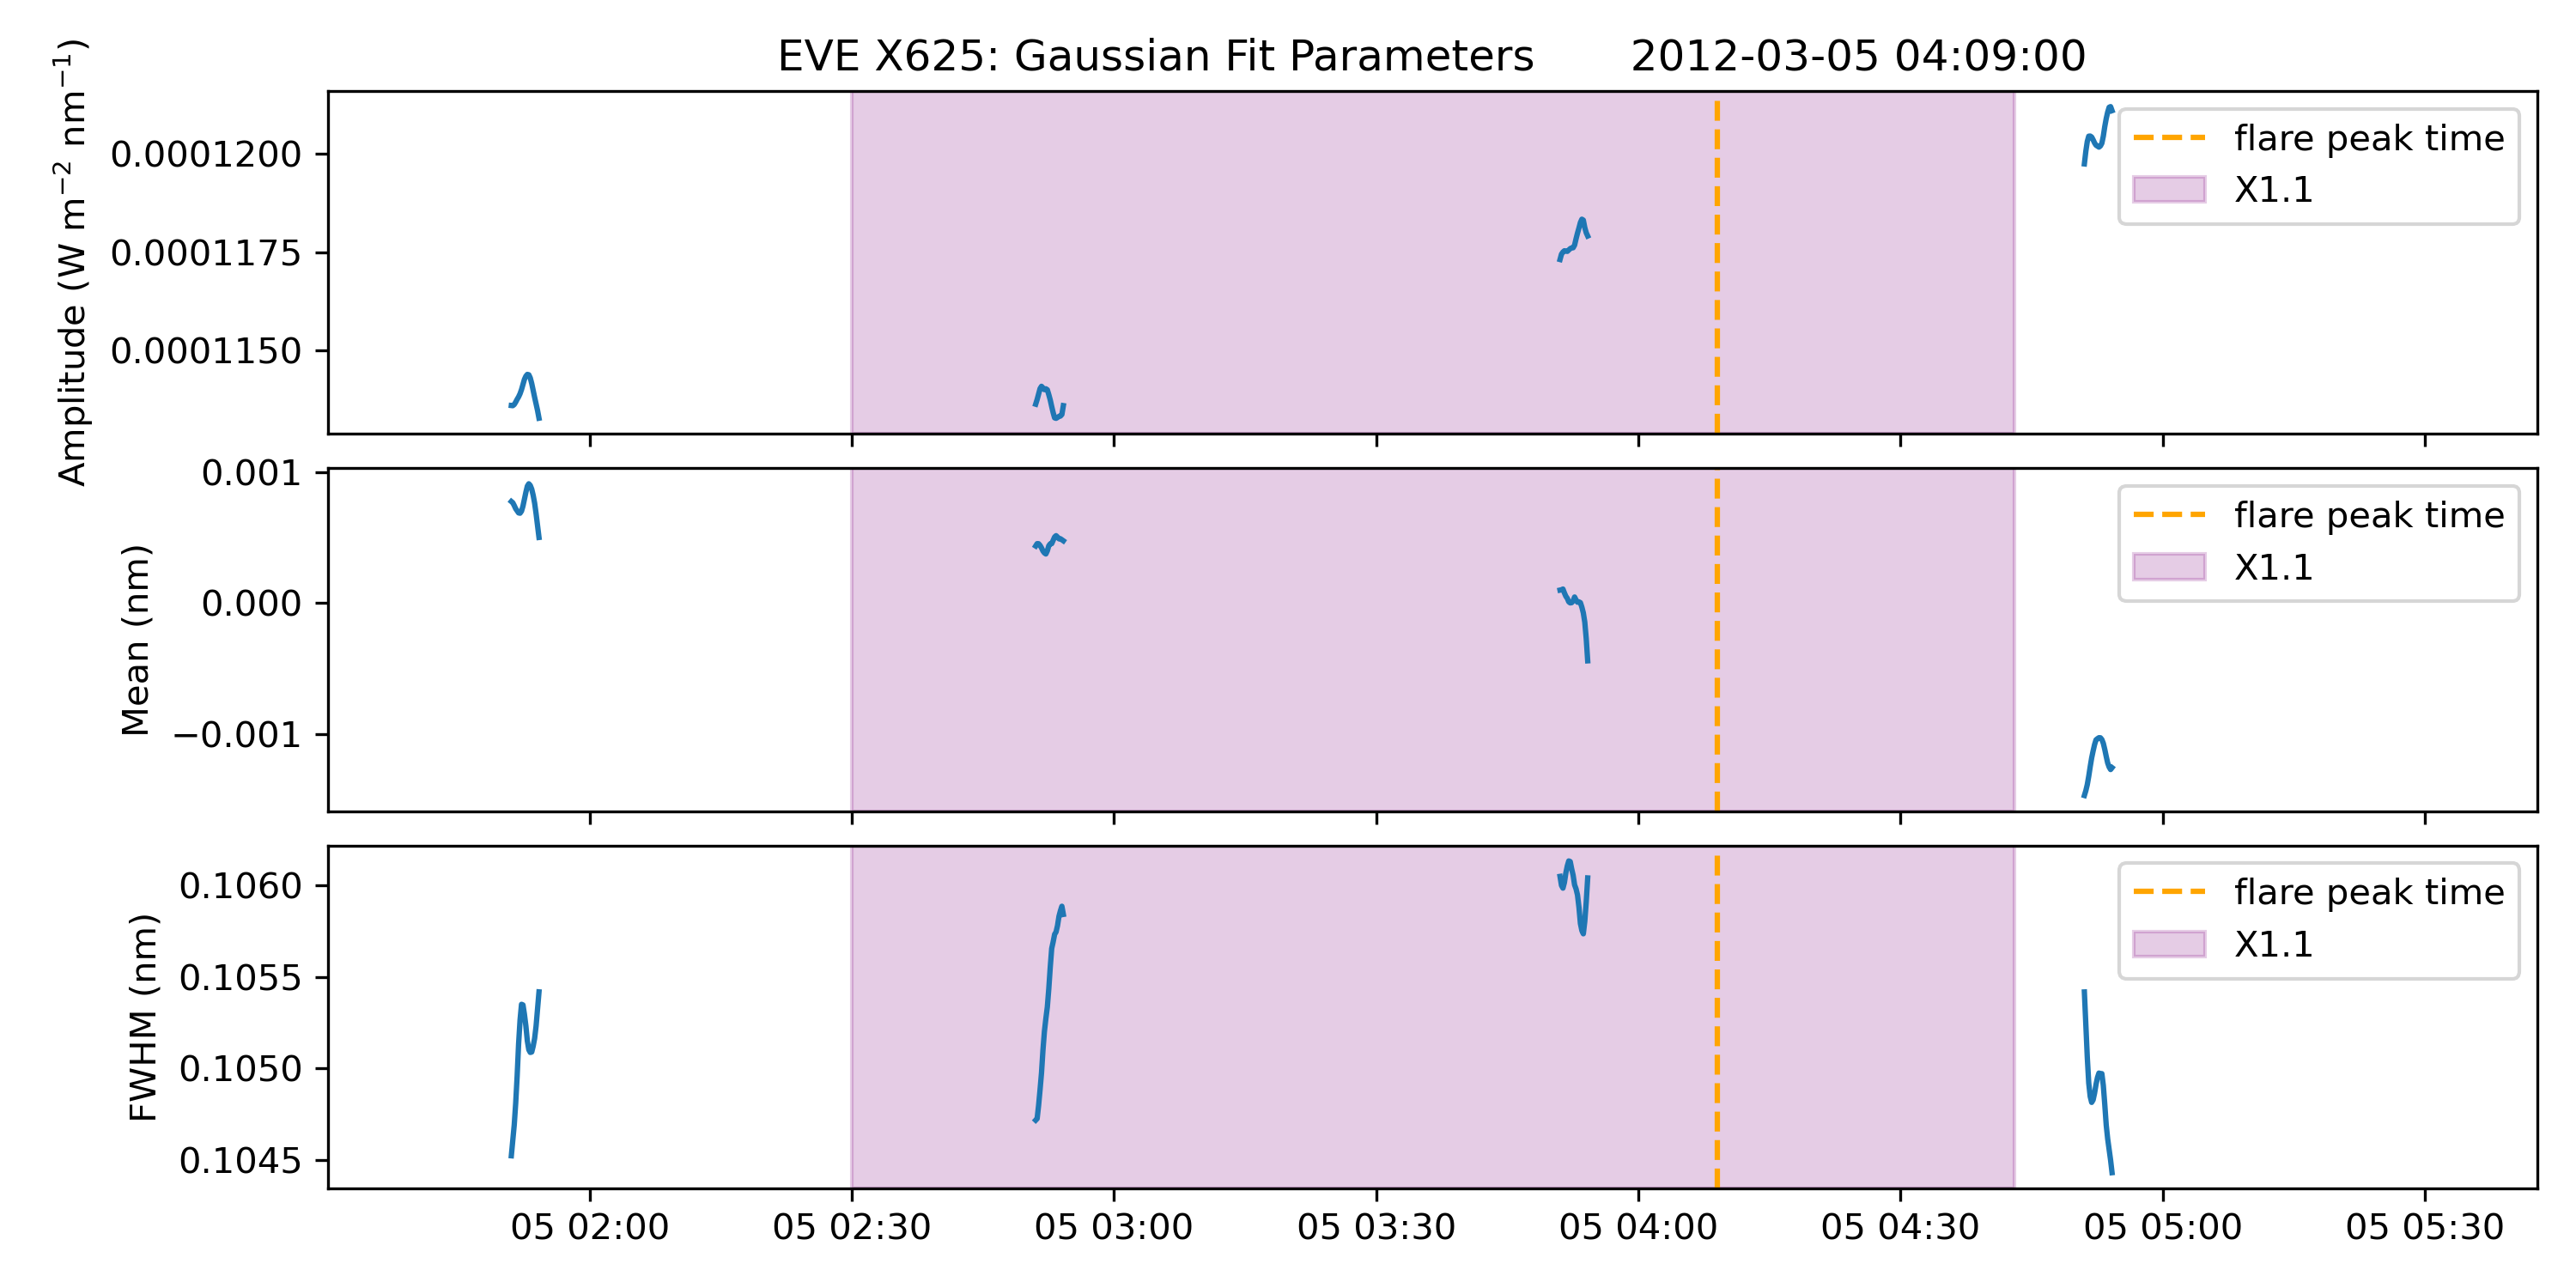 EVE X625: Gaussian Fit Parameters 2012-03-05 04:09:00
Amplitude (W m⁻² nm⁻¹)
0.0001200
0.0001175
0.0001150
flare peak time
X1.1
Mean (nm)
0.001
0.000
−0.001
flare peak time
X1.1
FWHM (nm)
0.1060
0.1055
0.1050
0.1045
flare peak time
X1.1
05 02:00 05 02:30 05 03:00 05 03:30 05 04:00 05 04:30 05 05:00 05 05:30